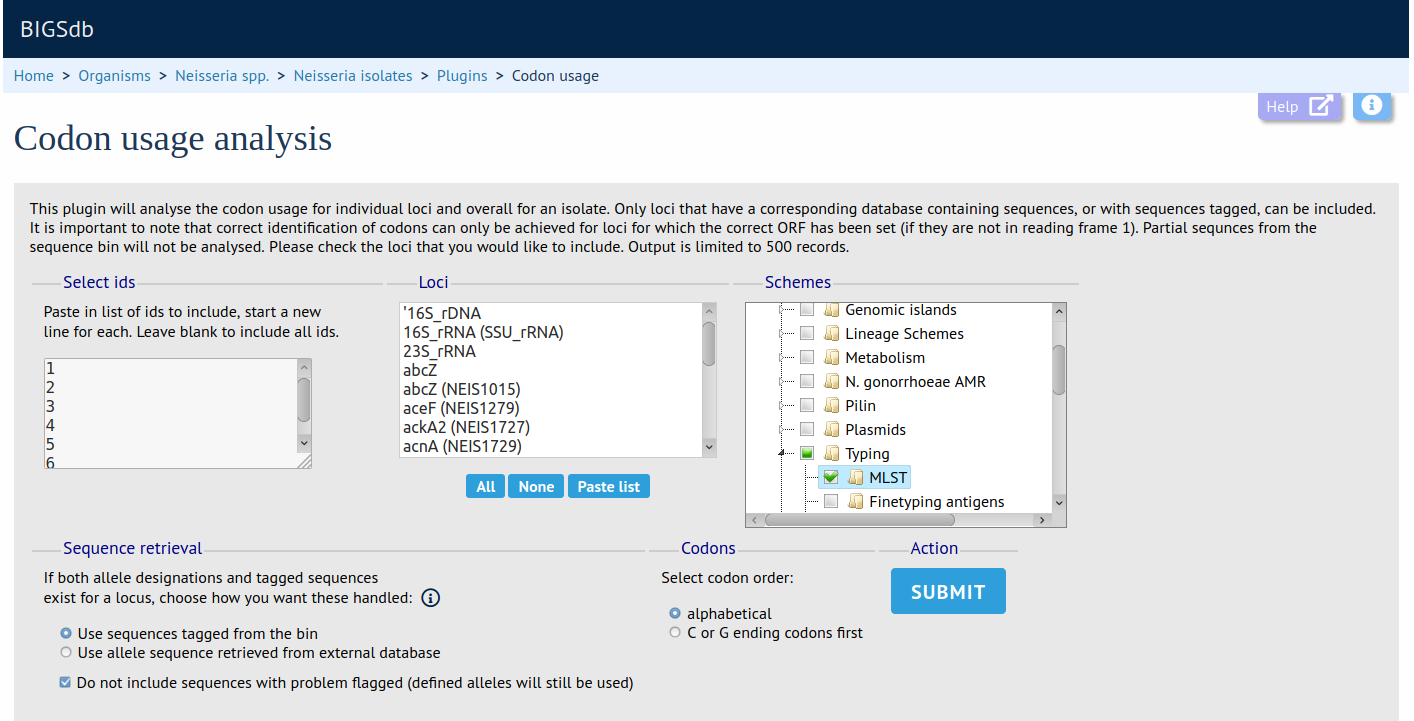 BIGSdb
Home > Organisms > Neisseria spp. > Neisseria isolates > Plugins > Codon usage
Help
Codon usage analysis
This plugin will analyse the codon usage for individual loci and overall for an isolate. Only loci that have a corresponding database containing sequences, or with sequences tagged, can be included.
It is important to note that correct identification of codons can only be achieved for loci for which the correct ORF has been set (if they are not in reading frame 1). Partial sequnces from the
sequence bin will not be analysed. Please check the loci that you would like to include. Output is limited to 500 records.
Select ids
Paste in list of ids to include, start a new
line for each. Leave blank to include all ids.
1
2
3
4
5
6
Loci
'16S_rDNA
16S_rRNA (SSU_rRNA)
23S_rRNA
abcZ
abcZ (NEIS1015)
aceF (NEIS1279)
ackA2 (NEIS1727)
acnA (NEIS1729)
All None Paste list
Schemes
Genomic islands
Lineage Schemes
Metabolism
N. gonorrhoeae AMR
Pilin
Plasmids
Typing
MLST
Finetyping antigens
Sequence retrieval
If both allele designations and tagged sequences
exist for a locus, choose how you want these handled:
Use sequences tagged from the bin
Use allele sequence retrieved from external database
Do not include sequences with problem flagged (defined alleles will still be used)
Codons
Select codon order:
alphabetical
C or G ending codons first
Action
SUBMIT